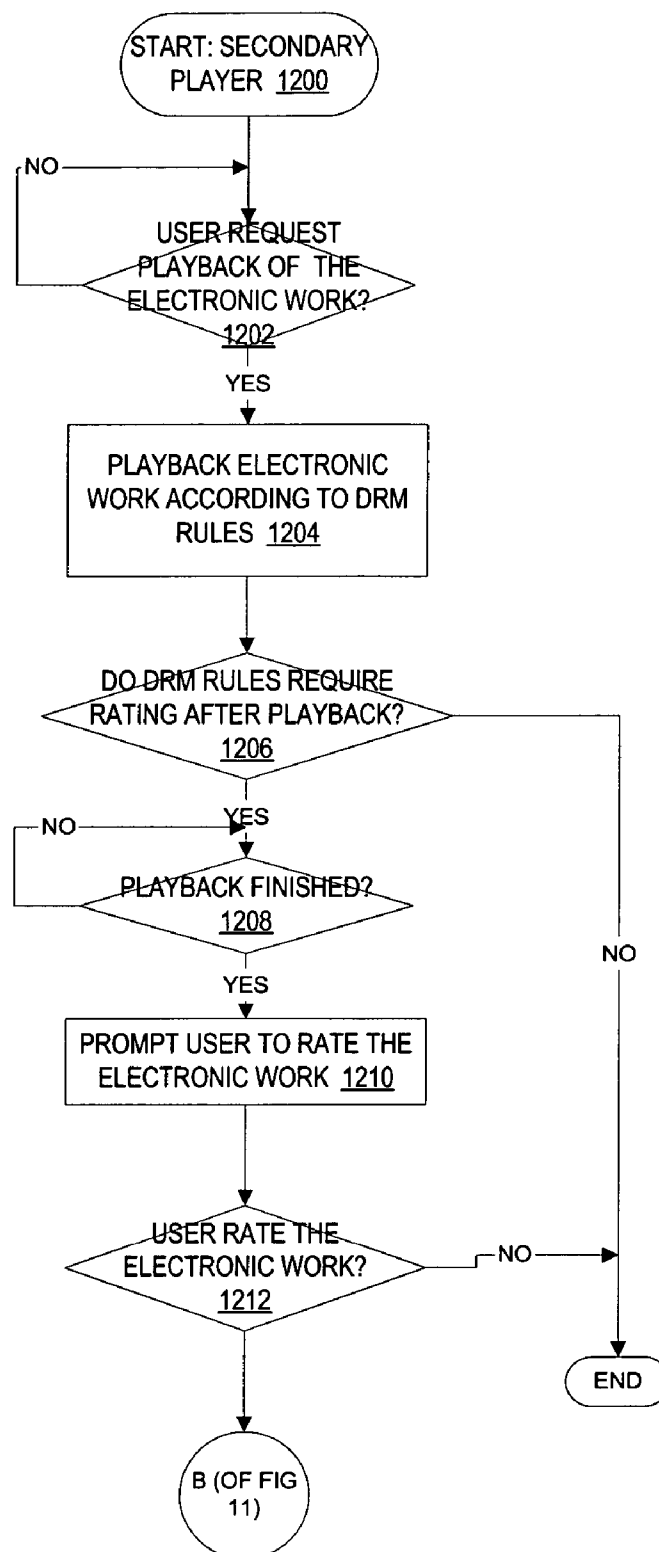 START: SECONDARY
PLAYER 1200
NO
USER REQUEST
PLAYBACK OF THE
ELECTRONIC WORK?
1202
YES
PLAYBACK ELECTRONIC
WORK ACCORDING TO DRM
RULES 1204
DO DRM RULES REQUIRE
RATING AFTER PLAYBACK?
1206
YES
NO
PLAYBACK FINISHED?
1208
NO
YES
PROMPT USER TO RATE THE
ELECTRONIC WORK 1210
USER RATE THE
ELECTRONIC WORK?
1212
NO
END
B (OF FIG
11)